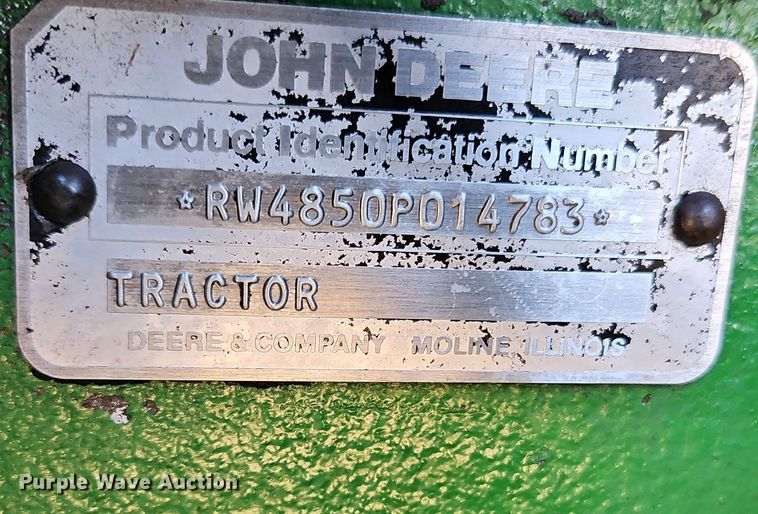 JOHN DEERE
Product Identification Number
*RW4850P014783*
TRACTOR
DEERE & COMPANY MOLINE, ILLINOIS
Purple Wave Auction